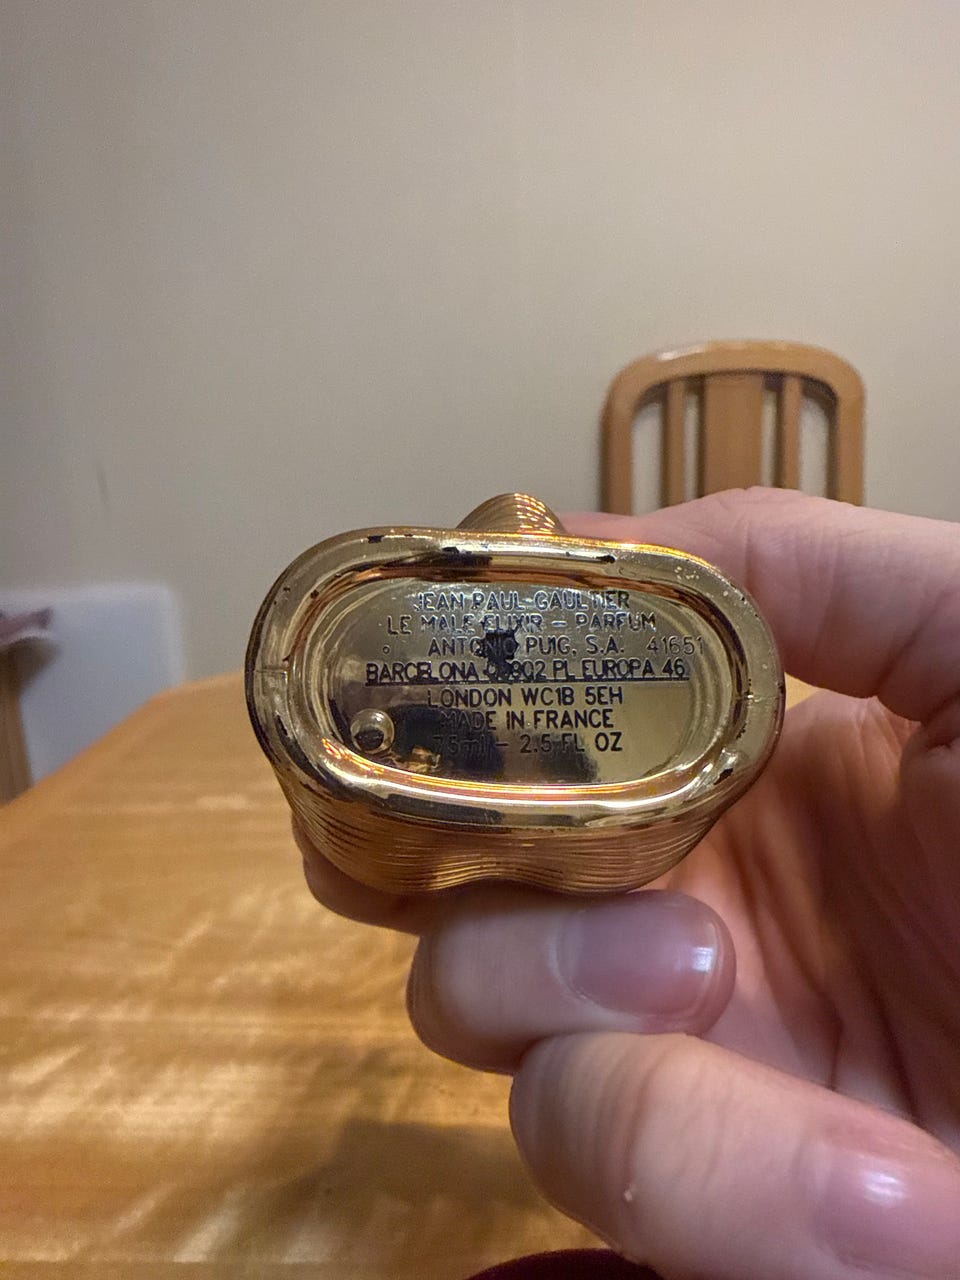 JEAN PAUL GAULTIER
LE MALE ELIXIR - PARFUM
ANTONIO PUIG, S.A. 41651
BARCELONA PL EUROPA 46
LONDON WC1B 5EH
MADE IN FRANCE
75ml - 2.5 FL OZ